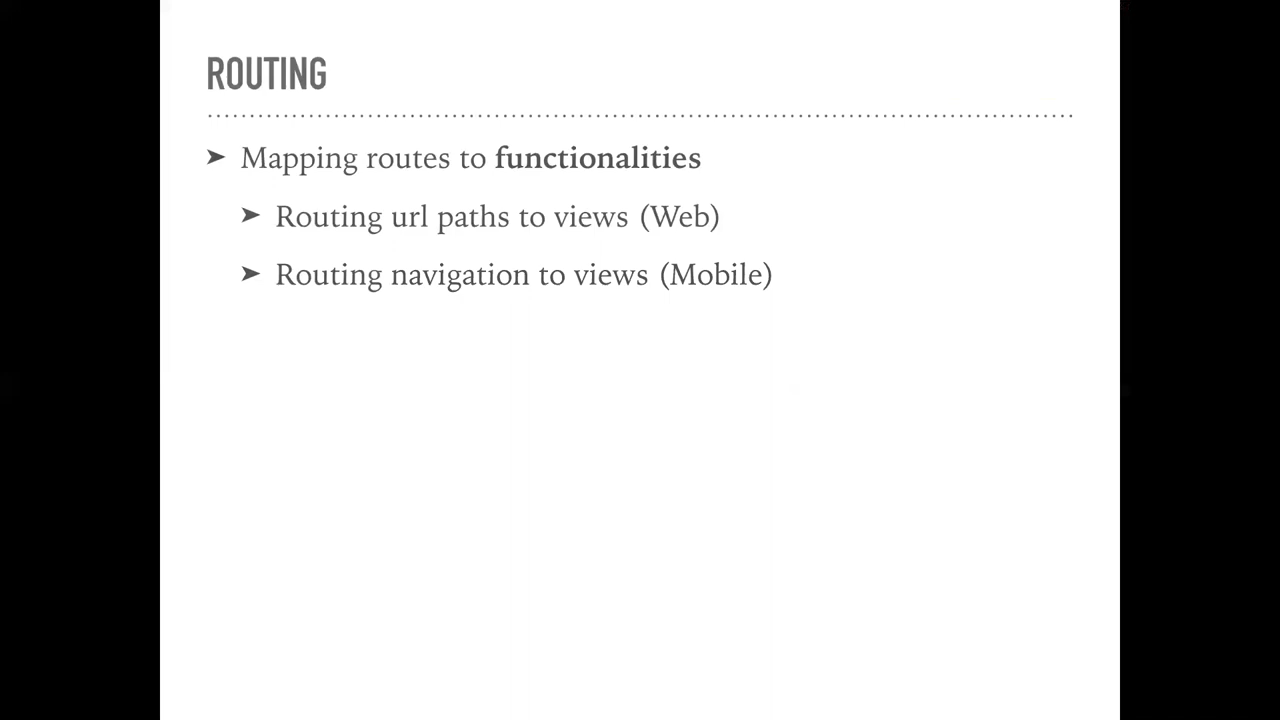 ROUTING
➤ Mapping routes to functionalities
➤ Routing url paths to views (Web)
➤ Routing navigation to views (Mobile)